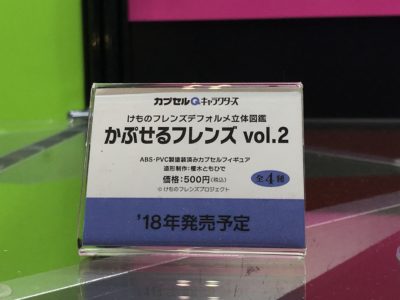 カプセルQキャラクターズ
けものフレンズデフォルメ立体図鑑
かぷせるフレンズ vol.2
ABS・PVC製塗装済みカプセルフィギュア
造形制作:榎木ともひで
価格:500円(税込)
全4種
©けものフレンズプロジェクト
'18年発売予定